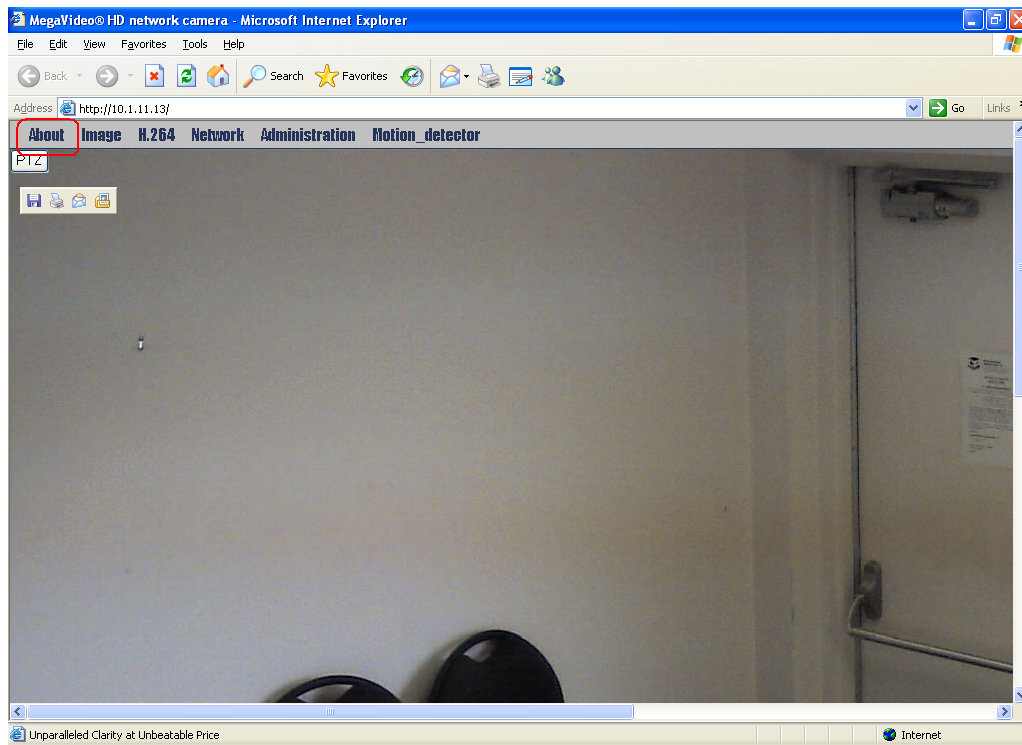 MegaVideo® HD network camera - Microsoft Internet Explorer
File Edit View Favorites Tools Help
Back Search Favorites
Address http://10.1.11.13/ Go Links
About Image H.264 Network Administration Motion_detector
PTZ
Unparalleled Clarity at Unbeatable Price Internet